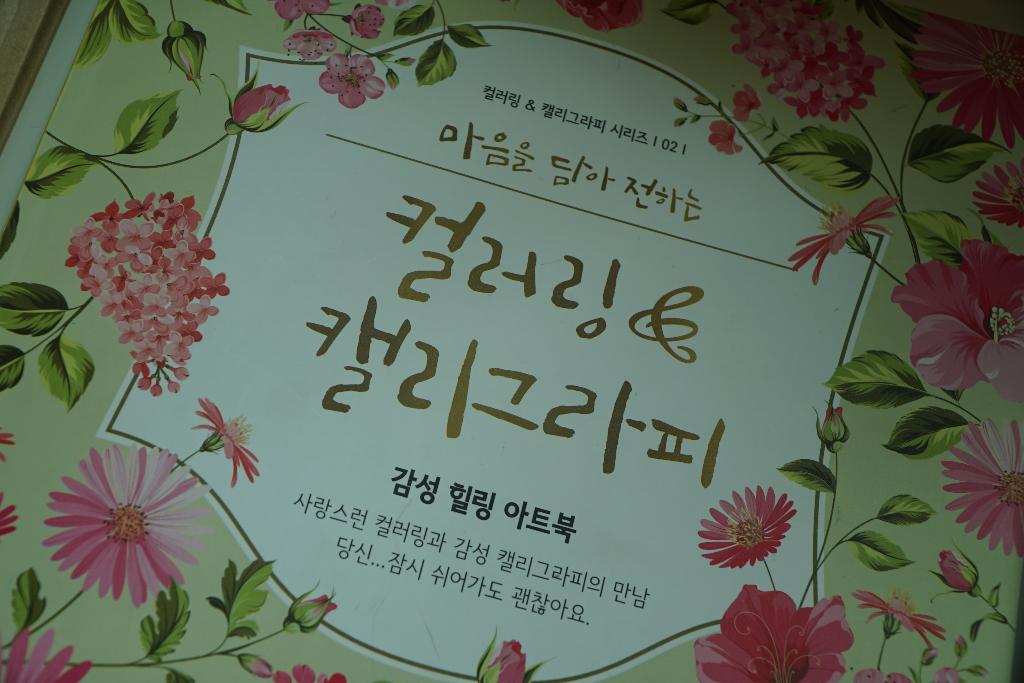 컬러링 & 캘리그라피 시리즈 | 02 |
마음을 담아 전하는
컬러링 &
캘리그라피
감성 힐링 아트북
사랑스런 컬러링과 감성 캘리그라피의 만남
당신...잠시 쉬어가도 괜찮아요.